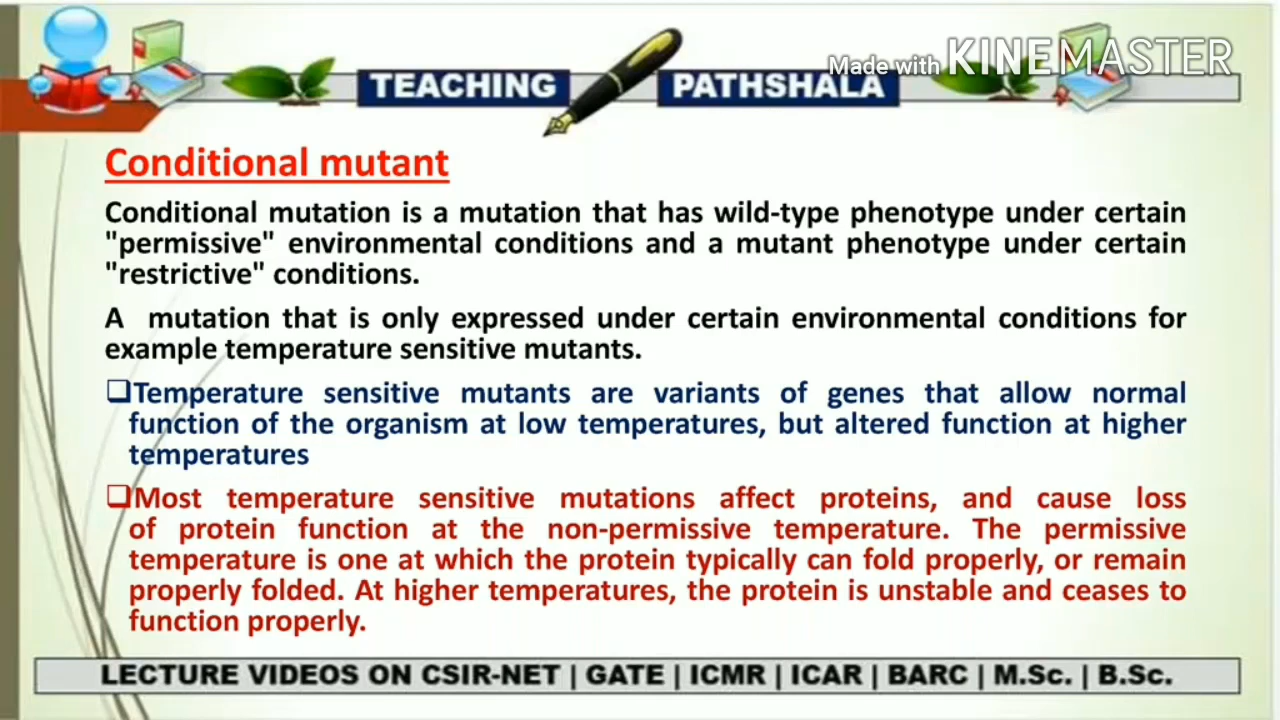 Made with KINEMASTER
TEACHING PATHSHALA
Conditional mutant
Conditional mutation is a mutation that has wild-type phenotype under certain
"permissive" environmental conditions and a mutant phenotype under certain
"restrictive" conditions.
A mutation that is only expressed under certain environmental conditions for
example temperature sensitive mutants.
❑Temperature sensitive mutants are variants of genes that allow normal
function of the organism at low temperatures, but altered function at higher
temperatures
❑Most temperature sensitive mutations affect proteins, and cause loss
of protein function at the non-permissive temperature. The permissive
temperature is one at which the protein typically can fold properly, or remain
properly folded. At higher temperatures, the protein is unstable and ceases to
function properly.
LECTURE VIDEOS ON CSIR-NET | GATE | ICMR | ICAR | BARC | M.Sc. | B.Sc.